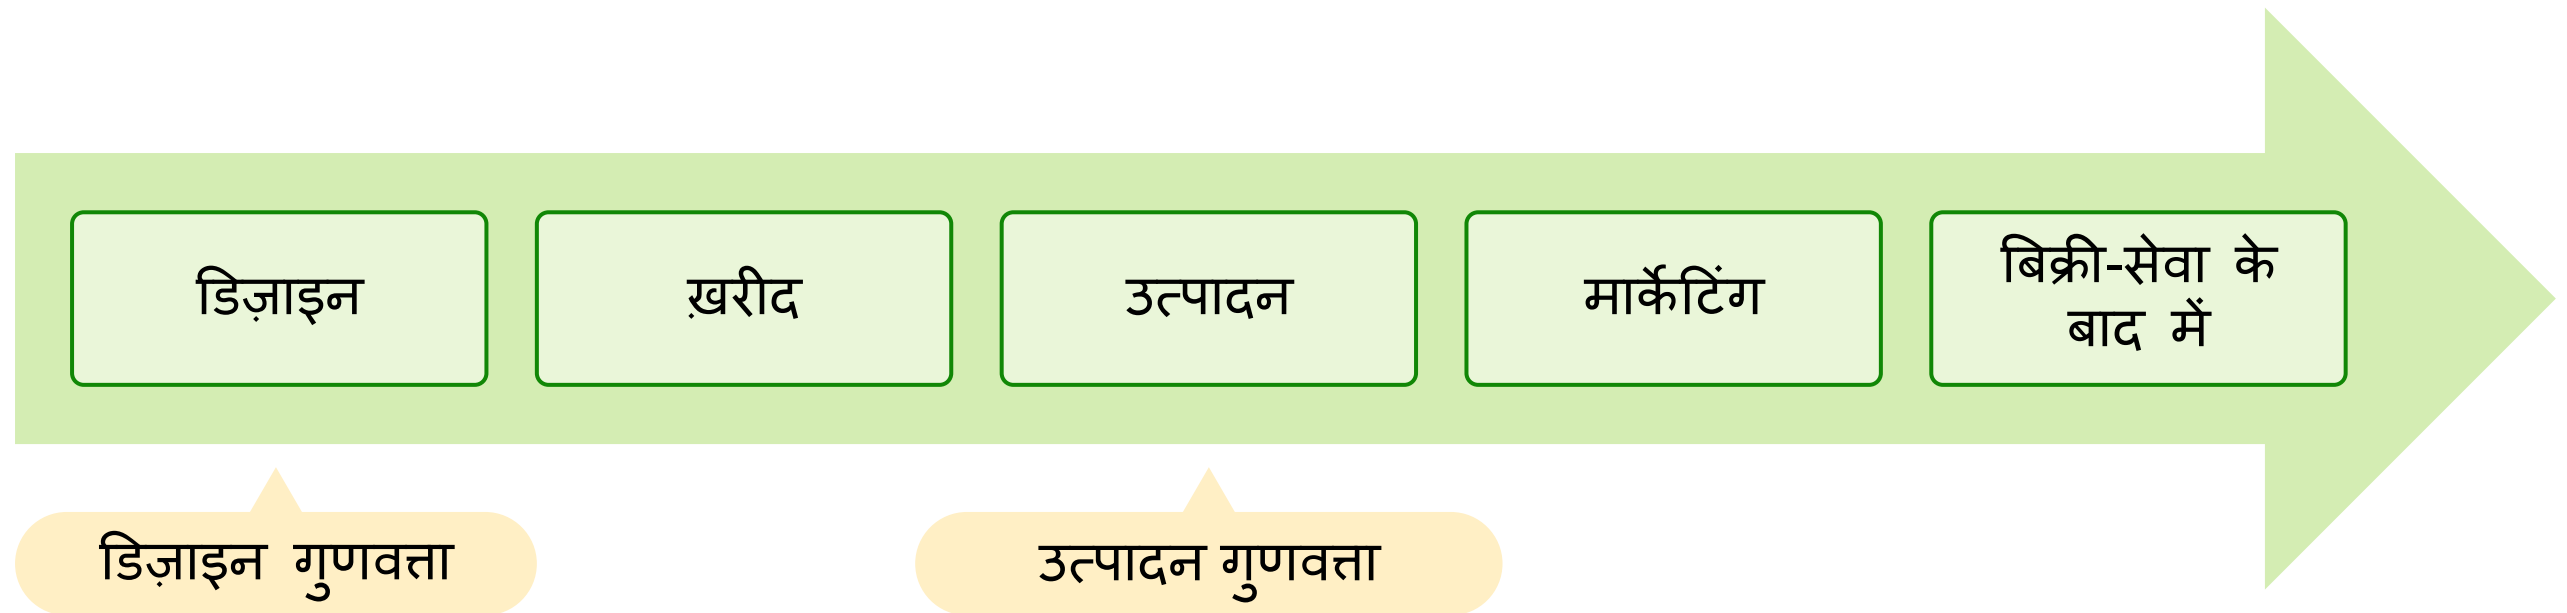 डिज़ाइन
ख़रीद
उत्पादन
मार्केटिंग
बिक्री-सेवा के
बाद में
डिज़ाइन गुणवत्ता
उत्पादन गुणवत्ता